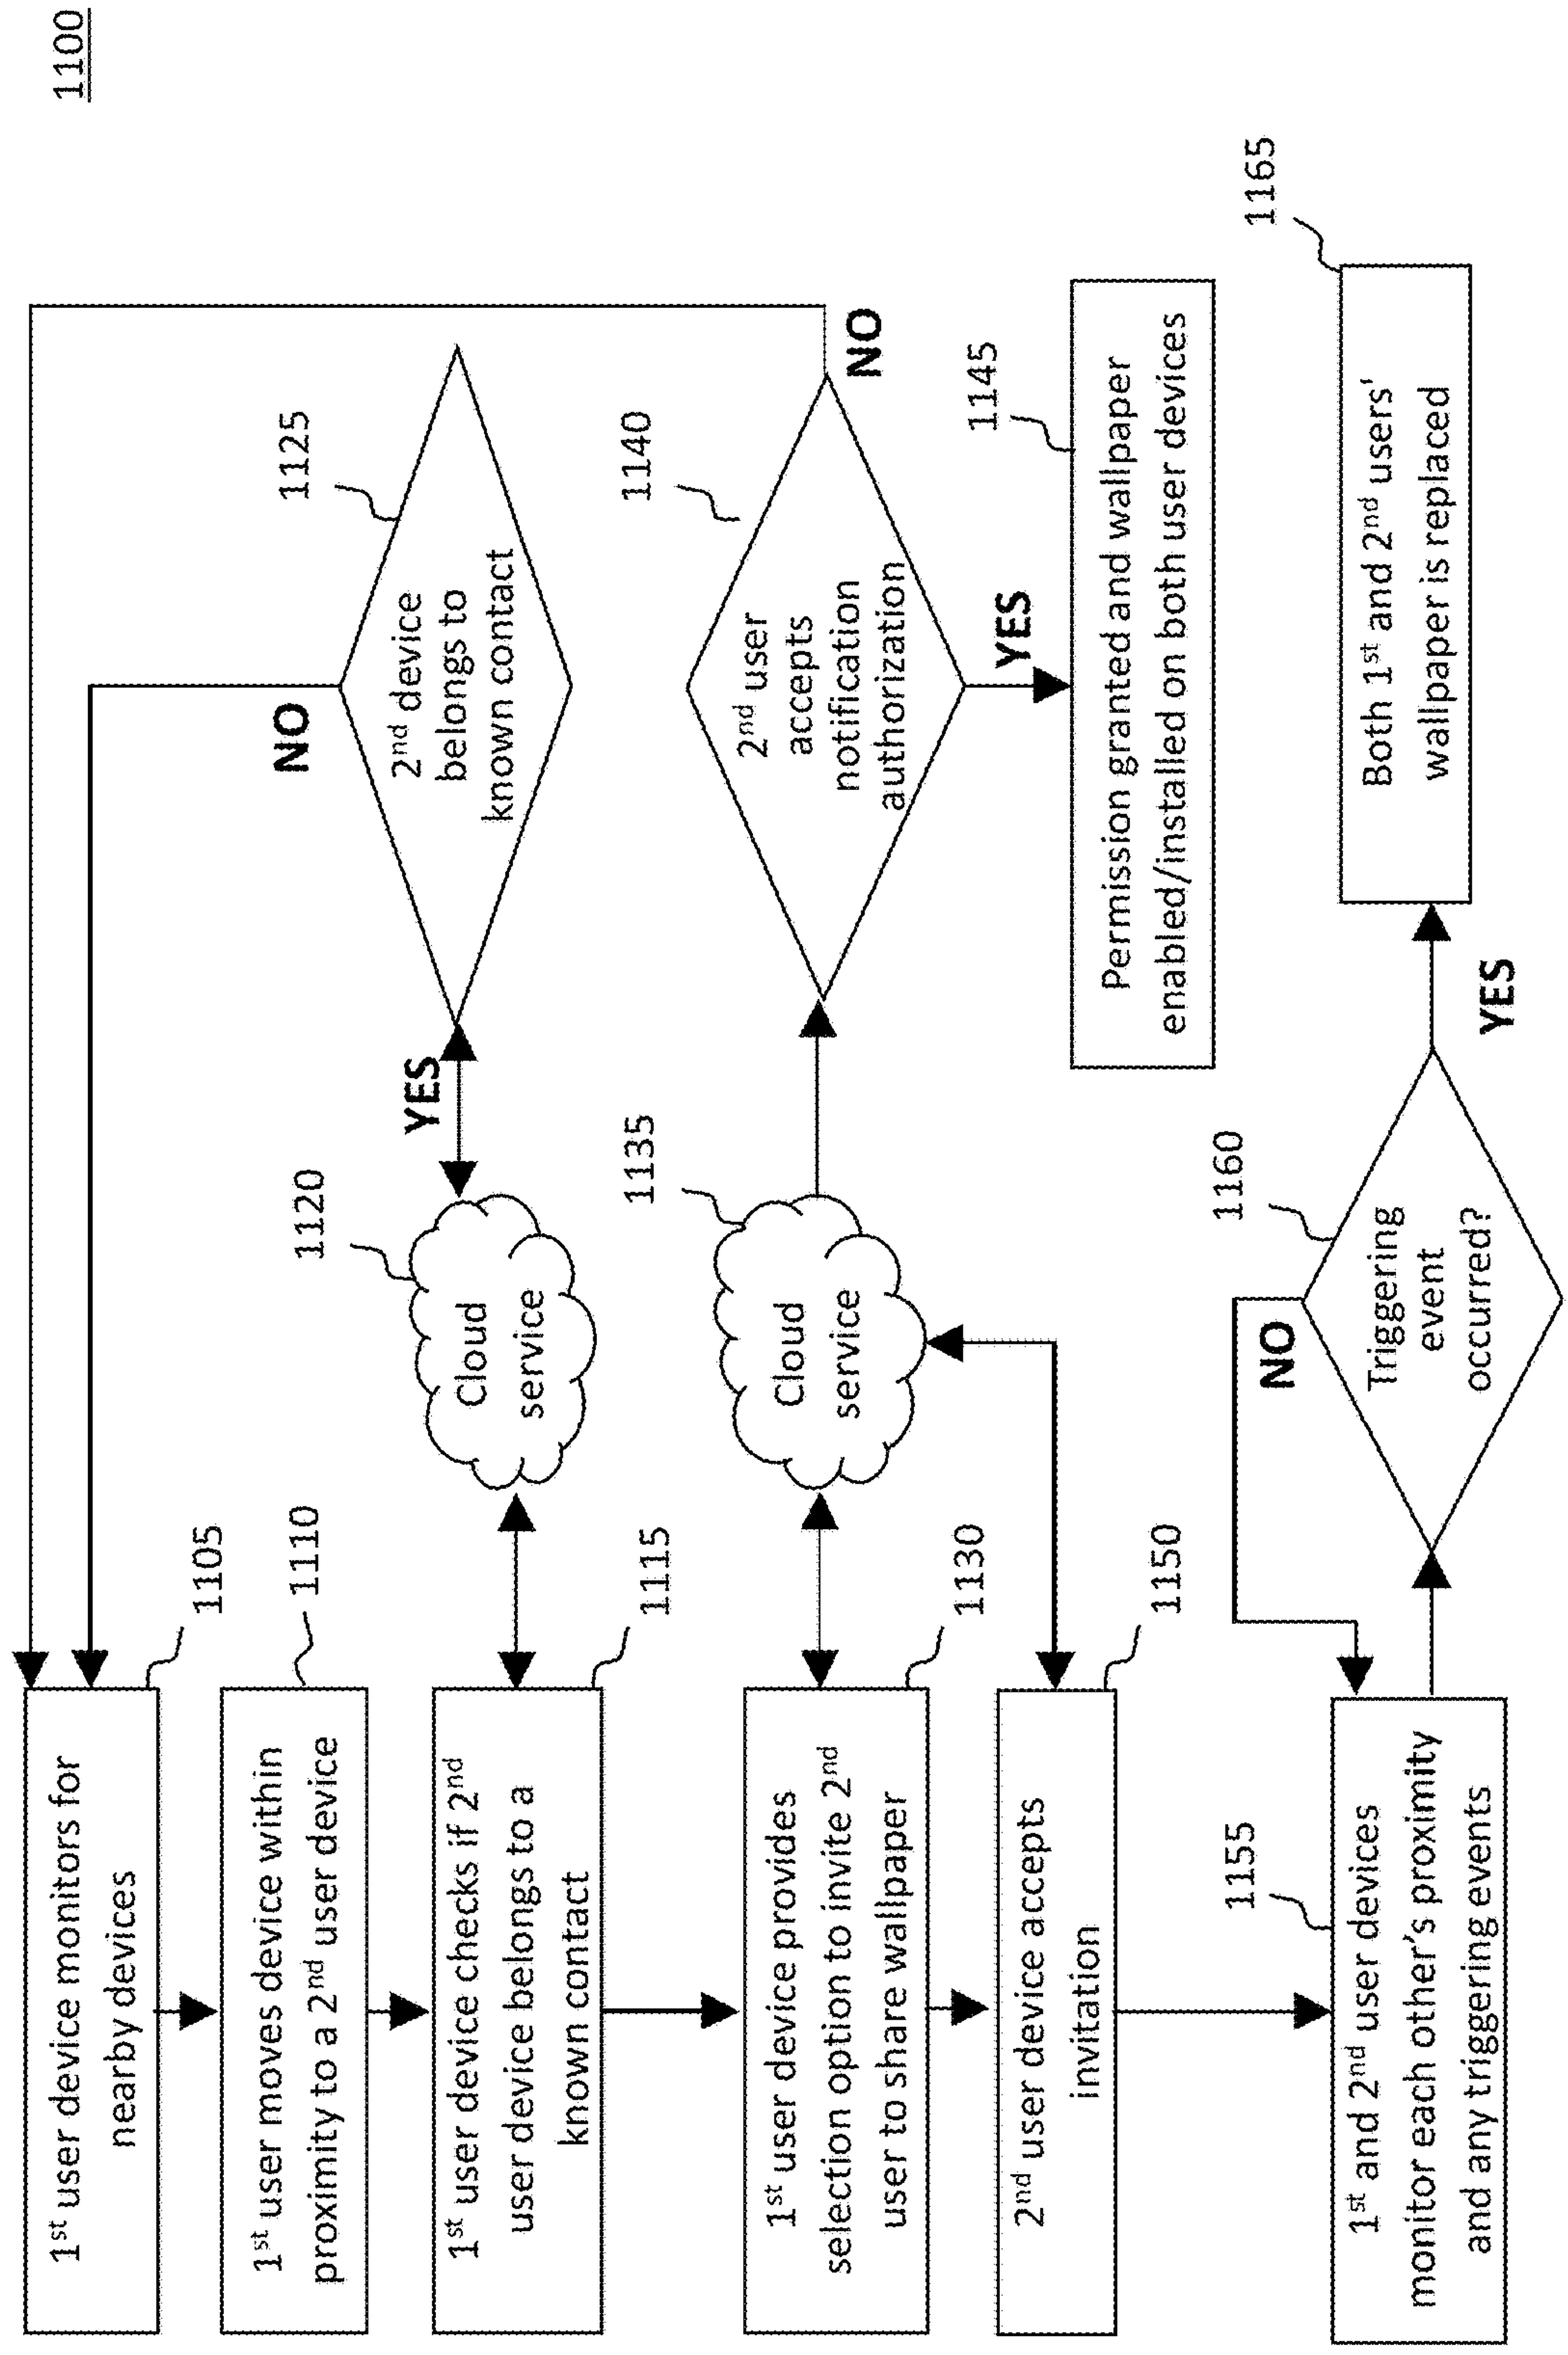 1100
1st user device monitors for
nearby devices
1105
1st user moves device within
proximity to a 2nd user device
1110
1st user device checks if 2nd
user device belongs to a
known contact
1115
Cloud
service
1120
YES
2nd device
belongs to
known contact
1125
NO
1st user device provides
selection option to invite 2nd
user to share wallpaper
1130
Cloud
service
1135
2nd user
accepts
notification
authorization
1140
NO
YES
Permission granted and wallpaper
enabled/installed on both user devices
1145
2nd user device accepts
invitation
1150
1st and 2nd user devices
monitor each other's proximity
and any triggering events
1155
Triggering
event
occurred?
1160
NO
YES
Both 1st and 2nd users'
wallpaper is replaced
1165